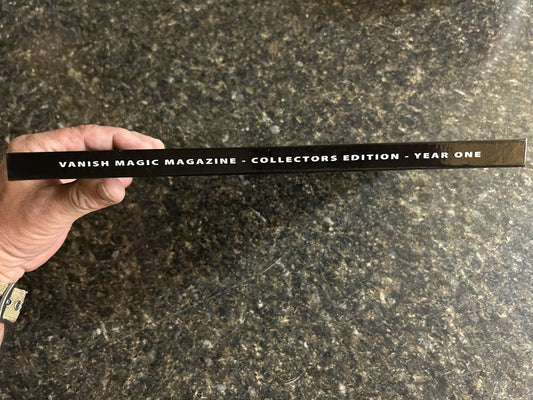 VANISH MAGIC MAGAZINE - COLLECTORS EDITION - YEAR ONE